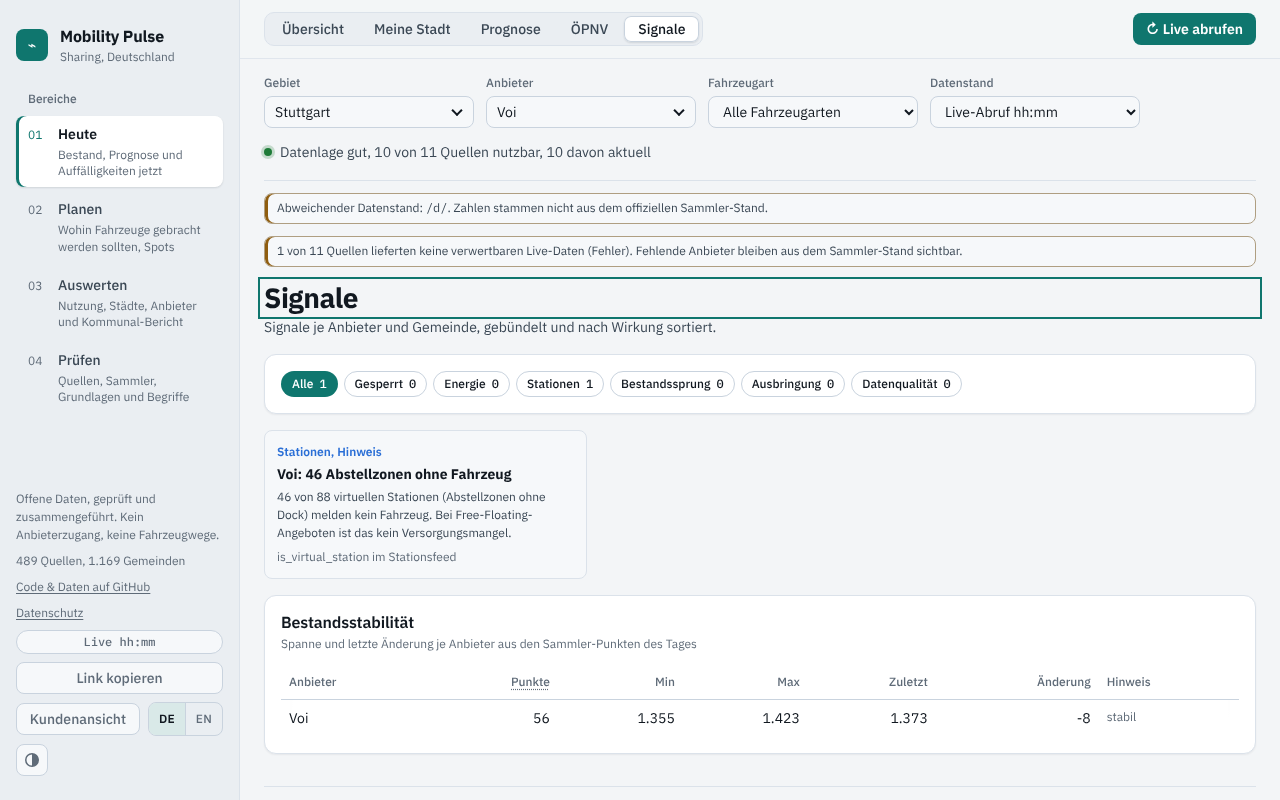 Mobility Pulse
Sharing, Deutschland
Bereiche
01 Heute
Bestand, Prognose und
Auffälligkeiten jetzt
02 Planen
Wohin Fahrzeuge gebracht
werden sollten, Spots
03 Auswerten
Nutzung, Städte, Anbieter
und Kommunal-Bericht
04 Prüfen
Quellen, Sammler,
Grundlagen und Begriffe
Offene Daten, geprüft und
zusammengeführt. Kein
Anbieterzugang, keine Fahrzeugwege.
489 Quellen, 1.169 Gemeinden
Code & Daten auf GitHub
Datenschutz
Live hh:mm
Link kopieren
Kundenansicht DE EN
Übersicht Meine Stadt Prognose ÖPNV Signale
↻ Live abrufen
Gebiet Anbieter Fahrzeugart Datenstand
Stuttgart Voi Alle Fahrzeugarten Live-Abruf hh:mm
Datenlage gut, 10 von 11 Quellen nutzbar, 10 davon aktuell
Abweichender Datenstand: /d/. Zahlen stammen nicht aus dem offiziellen Sammler-Stand.
1 von 11 Quellen lieferten keine verwertbaren Live-Daten (Fehler). Fehlende Anbieter bleiben aus dem Sammler-Stand sichtbar.
Signale
Signale je Anbieter und Gemeinde, gebündelt und nach Wirkung sortiert.
Alle 1 Gesperrt 0 Energie 0 Stationen 1 Bestandssprung 0 Ausbringung 0 Datenqualität 0
Stationen, Hinweis
Voi: 46 Abstellzonen ohne Fahrzeug
46 von 88 virtuellen Stationen (Abstellzonen ohne
Dock) melden kein Fahrzeug. Bei Free-Floating-
Angeboten ist das kein Versorgungsmangel.
is_virtual_station im Stationsfeed
Bestandsstabilität
Spanne und letzte Änderung je Anbieter aus den Sammler-Punkten des Tages
Anbieter Punkte Min Max Zuletzt Änderung Hinweis
Voi 56 1.355 1.423 1.373 -8 stabil